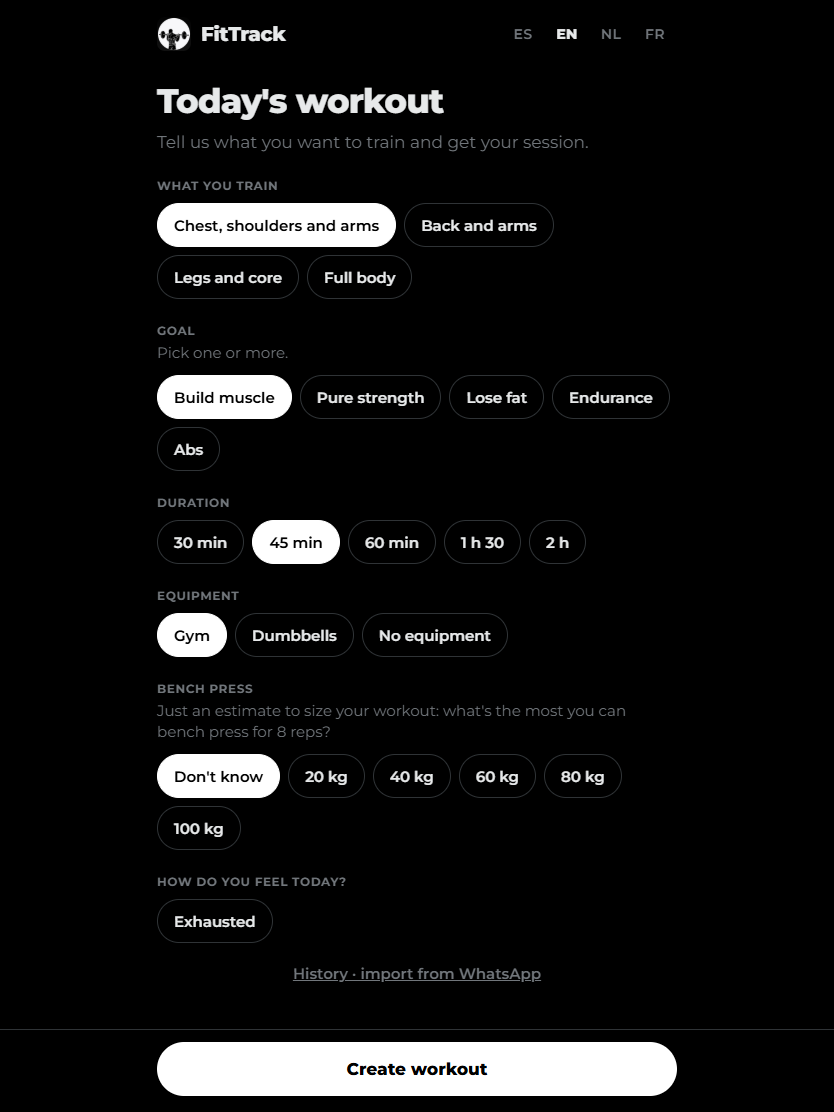 FitTrack
ES EN NL FR
Today's workout
Tell us what you want to train and get your session.
WHAT YOU TRAIN
Chest, shoulders and arms Back and arms
Legs and core Full body
GOAL
Pick one or more.
Build muscle Pure strength Lose fat Endurance
Abs
DURATION
30 min 45 min 60 min 1 h 30 2 h
EQUIPMENT
Gym Dumbbells No equipment
BENCH PRESS
Just an estimate to size your workout: what's the most you can
bench press for 8 reps?
Don't know 20 kg 40 kg 60 kg 80 kg
100 kg
HOW DO YOU FEEL TODAY?
Exhausted
History · import from WhatsApp
Create workout